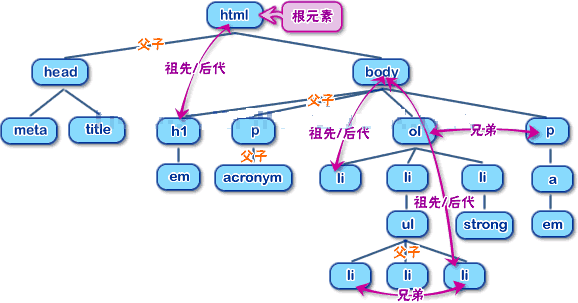 html
根元素
父子
祖先/后代
head
body
父子
meta
title
h1
p
祖先/后代
ol
兄弟
p
父子
em
acronym
li
li
li
a
祖先/后代
ul
strong
em
父子
li
li
li
兄弟